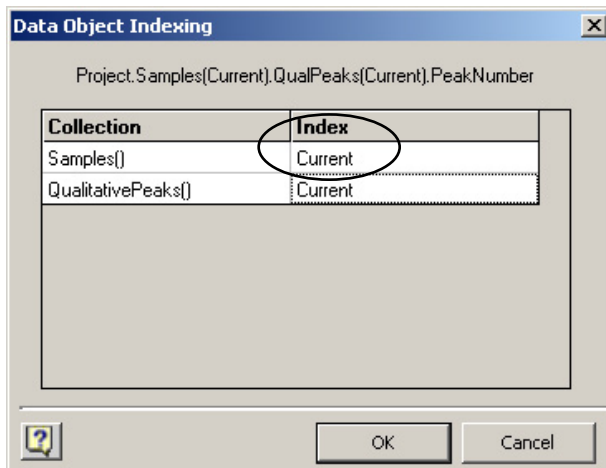 Data Object Indexing
Project.Samples(Current).QualPeaks(Current).PeakNumber
Collection Index
Samples() Current
QualitativePeaks() Current
OK Cancel